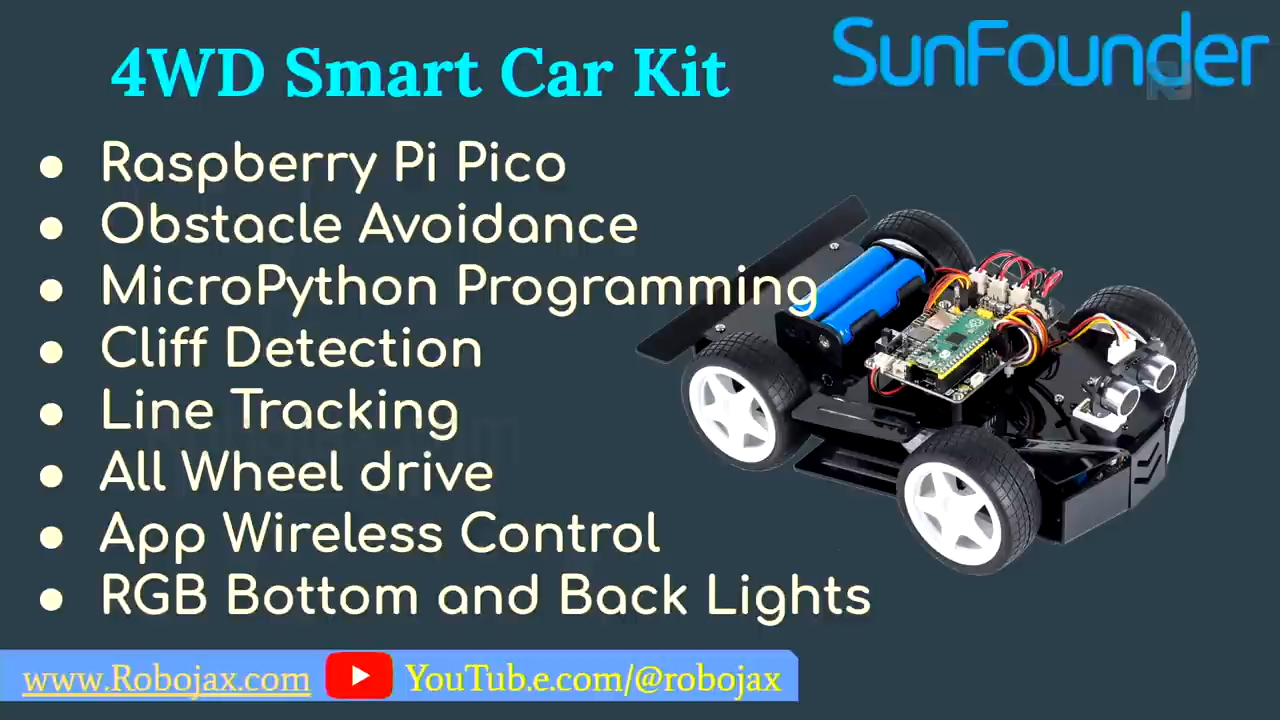 4WD Smart Car Kit
SunFounder
● Raspberry Pi Pico
● Obstacle Avoidance
● MicroPython Programming
● Cliff Detection
● Line Tracking
● All Wheel drive
● App Wireless Control
● RGB Bottom and Back Lights
www.Robojax.com YouTub.e.com/@robojax